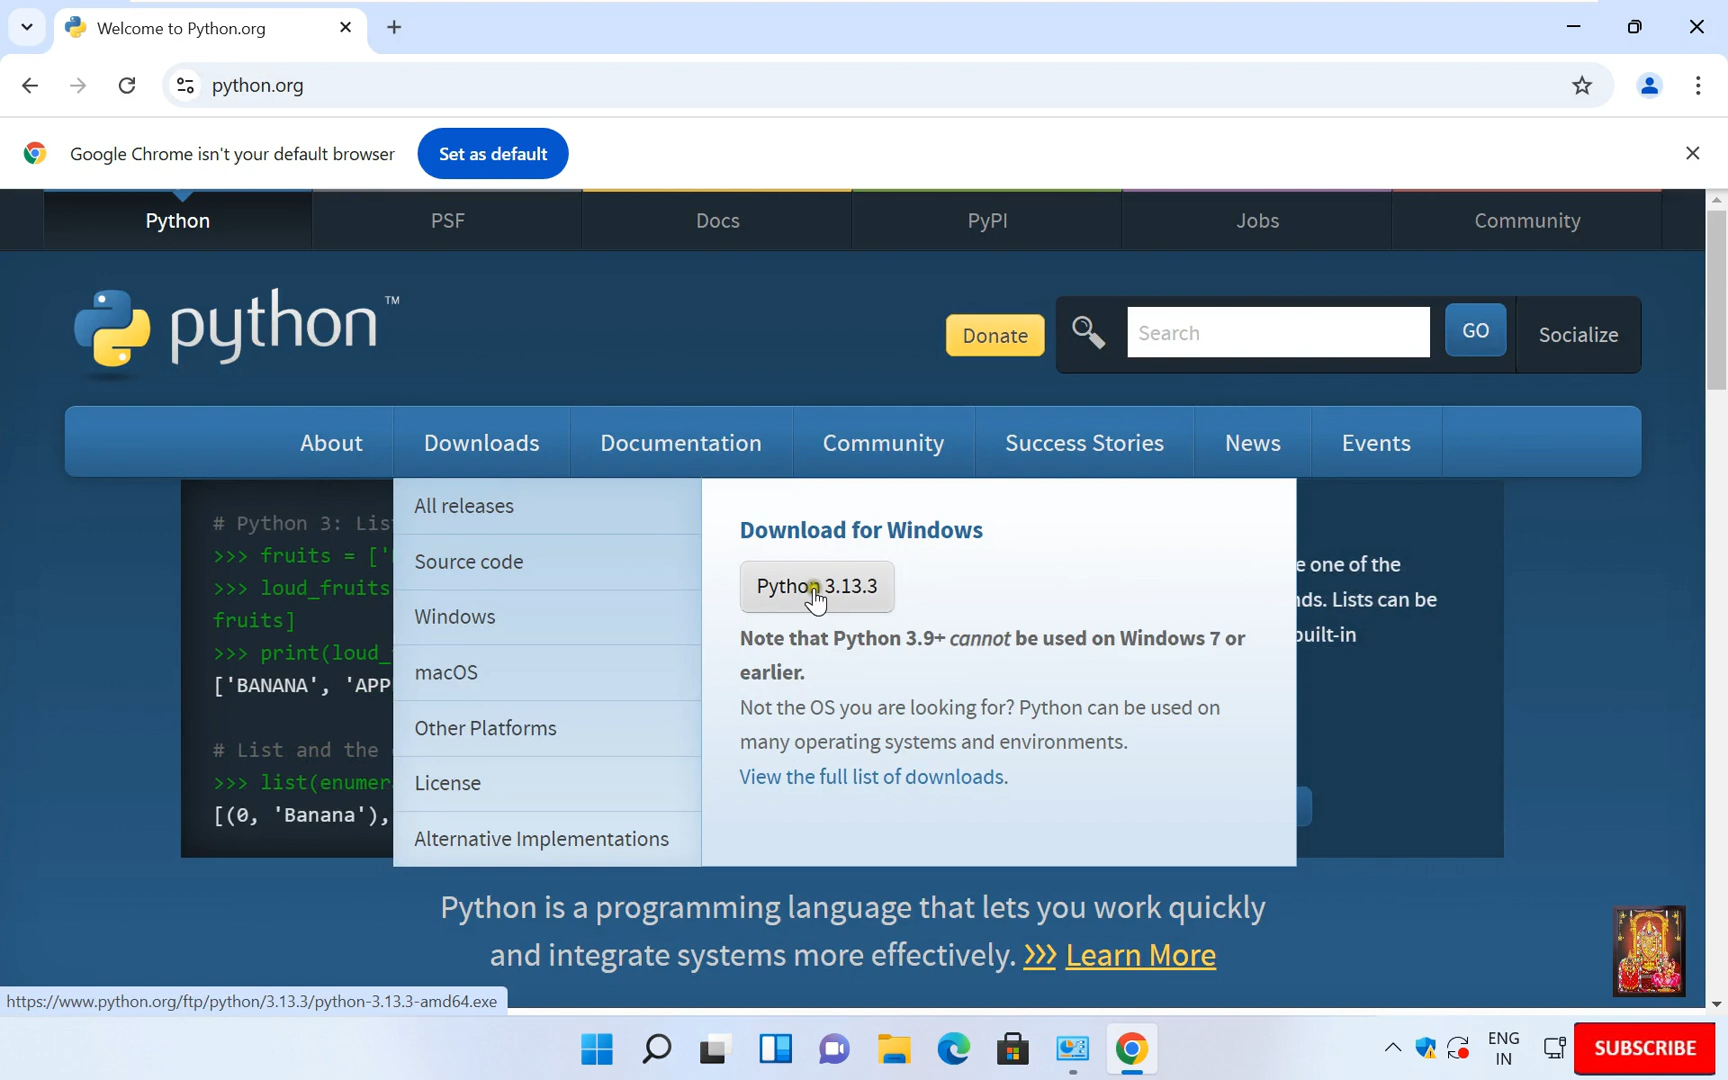 Welcome to Python.org
python.org
Google Chrome isn't your default browser
Set as default
Python
PSF
Docs
PyPI
Jobs
Community
python™
Donate
Search
GO
Socialize
About
Downloads
Documentation
Community
Success Stories
News
Events
# Python 3: Lis
>>> fruits = ['
>>> loud_fruits
fruits]
>>> print(loud_
['BANANA', 'APP
# List and the
>>> list(enumer
[(0, 'Banana'),
All releases
Source code
Windows
macOS
Other Platforms
License
Alternative Implementations
Download for Windows
Python 3.13.3
Note that Python 3.9+ cannot be used on Windows 7 or
earlier.
Not the OS you are looking for? Python can be used on
many operating systems and environments.
View the full list of downloads.
e one of the
nds. Lists can be
built-in
Python is a programming language that lets you work quickly
and integrate systems more effectively. >>> Learn More
https://www.python.org/ftp/python/3.13.3/python-3.13.3-amd64.exe
ENG
IN
SUBSCRIBE